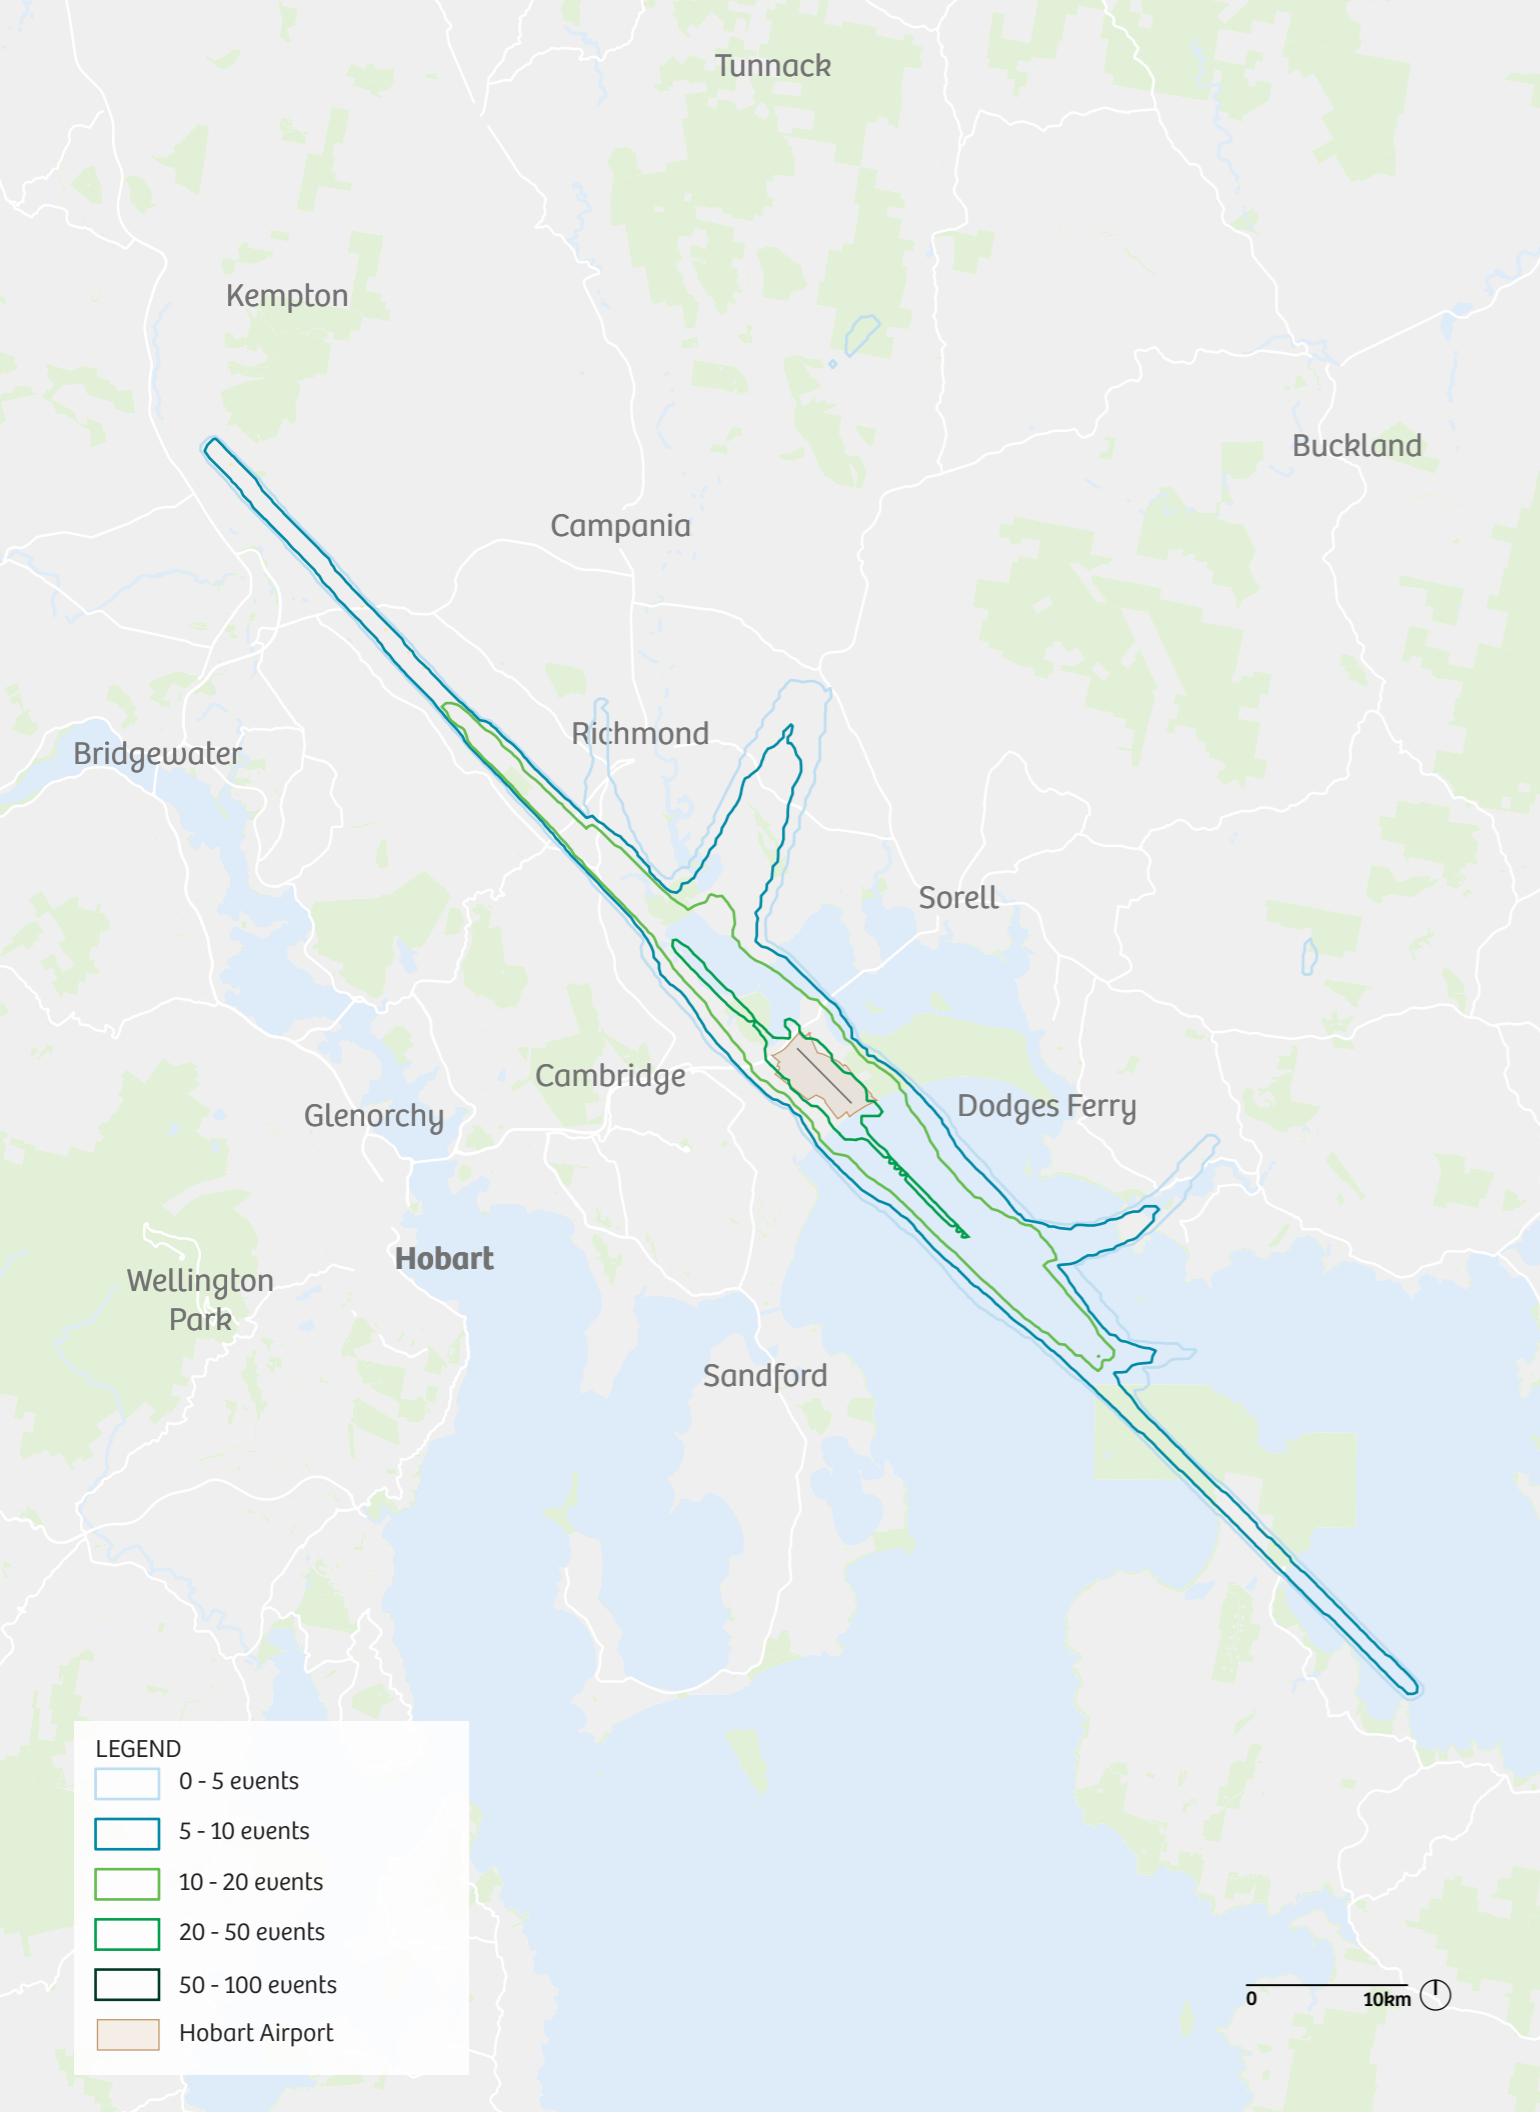 Tunnack
Kempton
Buckland
Campania
Richmond
Bridgewater
Sorell
Cambridge
Dodges Ferry
Glenorchy
Hobart
Wellington
Park
Sandford
LEGEND
0 - 5 events
5 - 10 events
10 - 20 events
20 - 50 events
50 - 100 events
Hobart Airport
0 10km